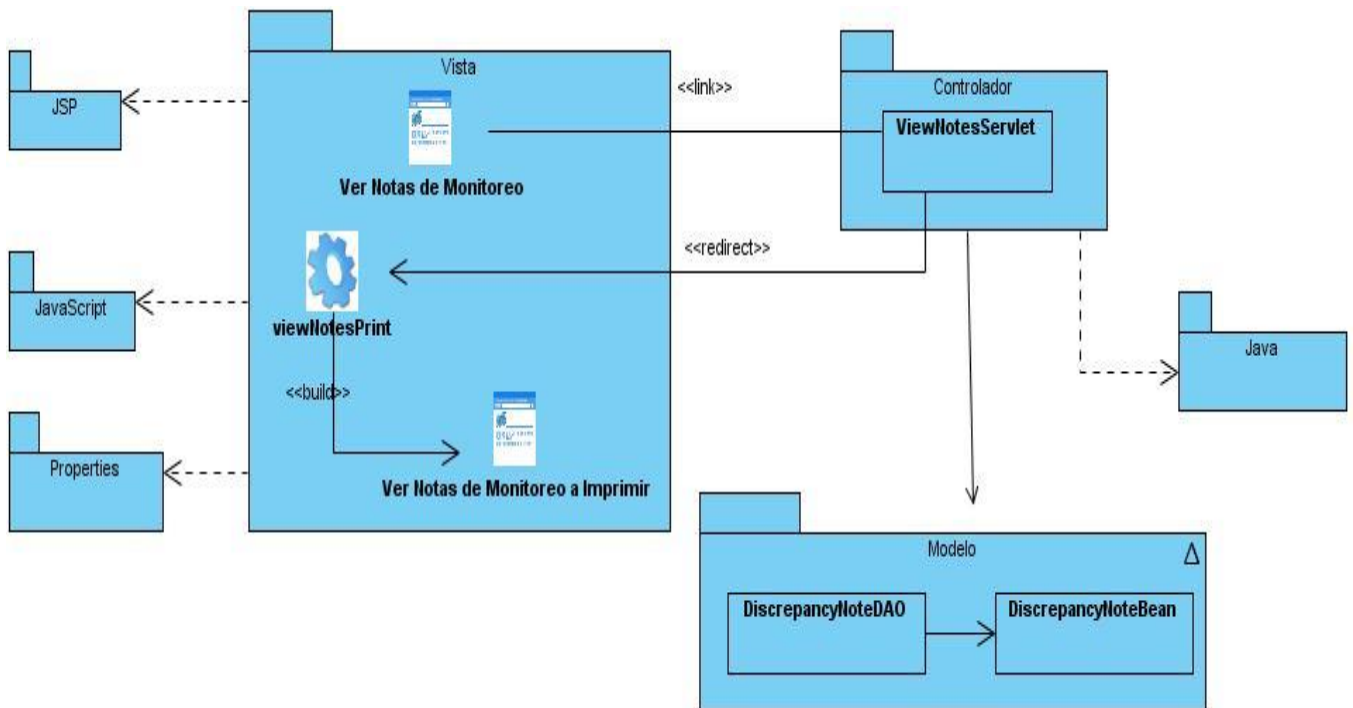 Vista
Controlador
<<link>>
JSP
ViewNotesServlet
Ver Notas de Monitoreo
<<redirect>>
JavaScript
viewNotesPrint
Java
<<build>>
Properties
Ver Notas de Monitoreo a Imprimir
Modelo
Δ
DiscrepancyNoteDAO
DiscrepancyNoteBean